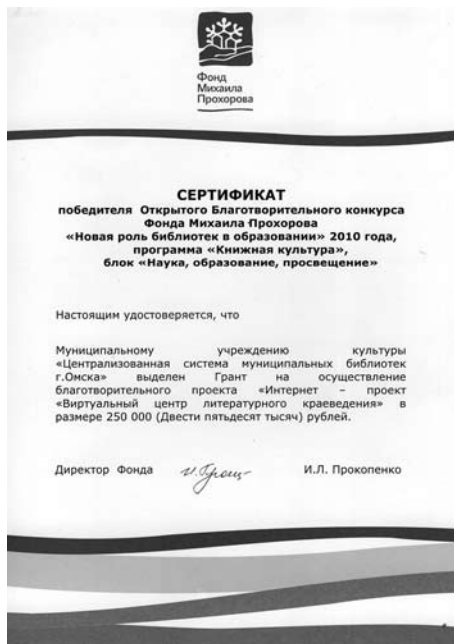 Фонд
Михаила
Прохорова
СЕРТИФИКАТ
победителя Открытого Благотворительного конкурса
Фонда Михаила Прохорова
«Новая роль библиотек в образовании» 2010 года,
программа «Книжная культура»,
блок «Наука, образование, просвещение»
Настоящим удостоверяется, что
Муниципальному учреждению культуры
«Централизованная система муниципальных библиотек
г.Омска» выделен Грант на осуществление
благотворительного проекта «Интернет – проект
«Виртуальный центр литературного краеведения» в
размере 250 000 (Двести пятьдесят тысяч) рублей.
Директор Фонда И.Л. Прокопенко